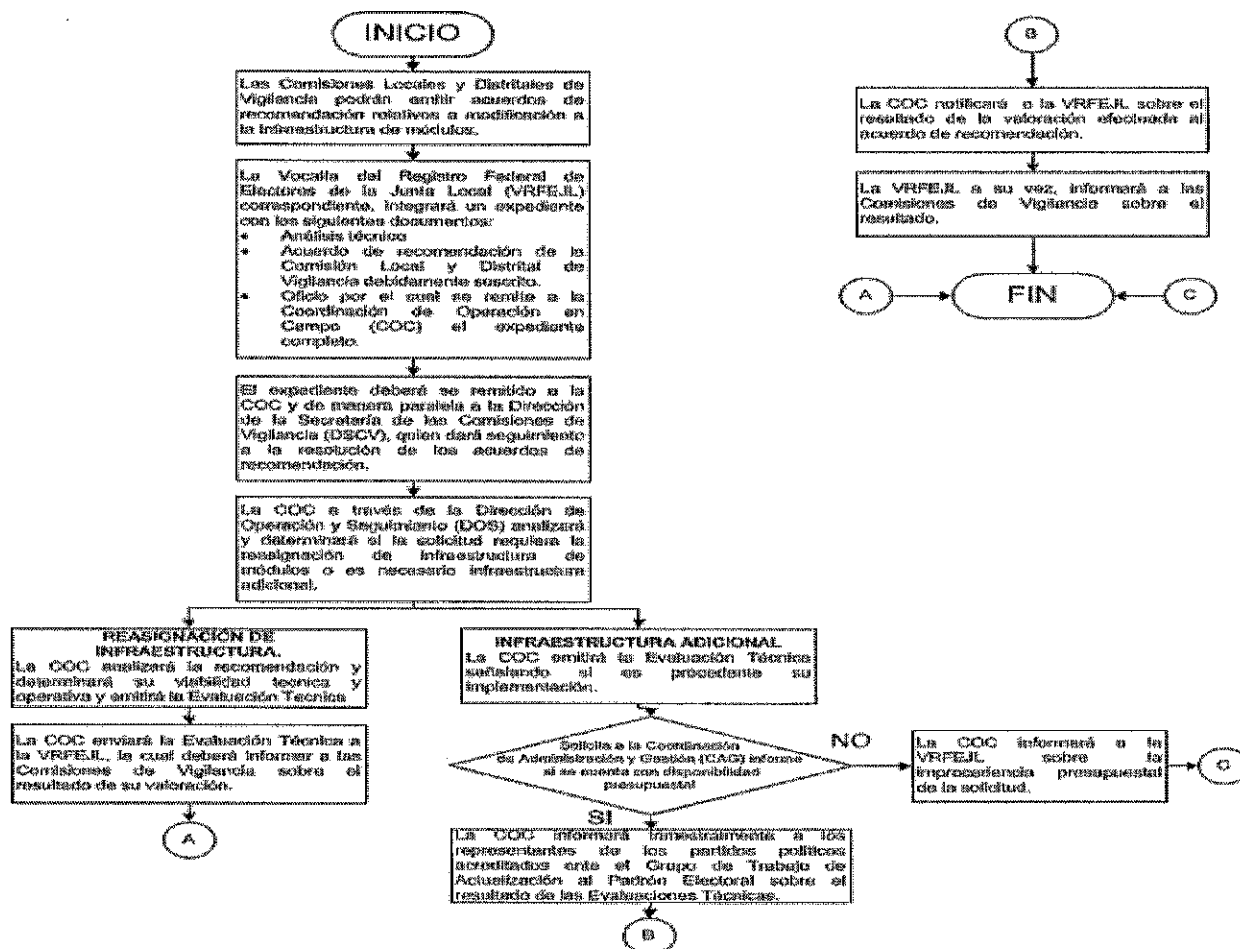 INICIO
Las Comisiones Locales y Distritales de
Vigilancia podrán emitir acuerdos de
recomendación relativos a modificación a
la infraestructura de módulos.
La Vocalía del Registro Federal de
Electores de la Junta Local (VRFEJL)
correspondiente, integrará un expediente
con los siguientes documentos:
• Análisis técnico
• Acuerdo de recomendación de la
Comisión Local y Distrital de
Vigilancia debidamente suscrito.
• Oficio por el cual se remite a la
Coordinación de Operación en
Campo (COC) el expediente
completo.
El expediente deberá se remitido a la
COC y de manera paralela a la Dirección
de la Secretaría de las Comisiones de
Vigilancia (DSCV), quien dará seguimiento
a la resolución de los acuerdos de
recomendación.
La COC a través de la Dirección de
Operación y Seguimiento (DOS) analizará
y determinará si la solicitud requiere la
reasignación de infraestructura de
módulos o es necesario infraestructura
adicional.
REASIGNACIÓN DE
INFRAESTRUCTURA.
La COC analizará la recomendación y
determinará su viabilidad tecnica y
operativa y emitirá la Evaluación Tecnica
La COC enviará la Evaluación Técnica a
la VRFEJL, la cual deberá informar a las
Comisiones de Vigilancia sobre el
resultado de su valoración.
A
INFRAESTRUCTURA ADICIONAL
La COC emitirá la Evaluación Técnica
señalando si es procedente su
implementación.
Solicita a la Coordinación
de Administración y Gestión (CAG) informe
si se cuenta con disponibilidad
presupuestal
NO
La COC informará a la
VRFEJL sobre la
improcedencia presupuestal
de la solicitud.
C
SI
La COC informará trimestralmente a los
representantes de los partidos políticos
acreditados ante el Grupo de Trabajo de
Actualización al Padrón Electoral sobre el
resultado de las Evaluaciones Técnicas.
B
B
La COC notificará a la VRFEJL sobre el
resultado de la valoración efectuada al
acuerdo de recomendación.
La VRFEJL a su vez, informará a las
Comisiones de Vigilancia sobre el
resultado.
A
FIN
C